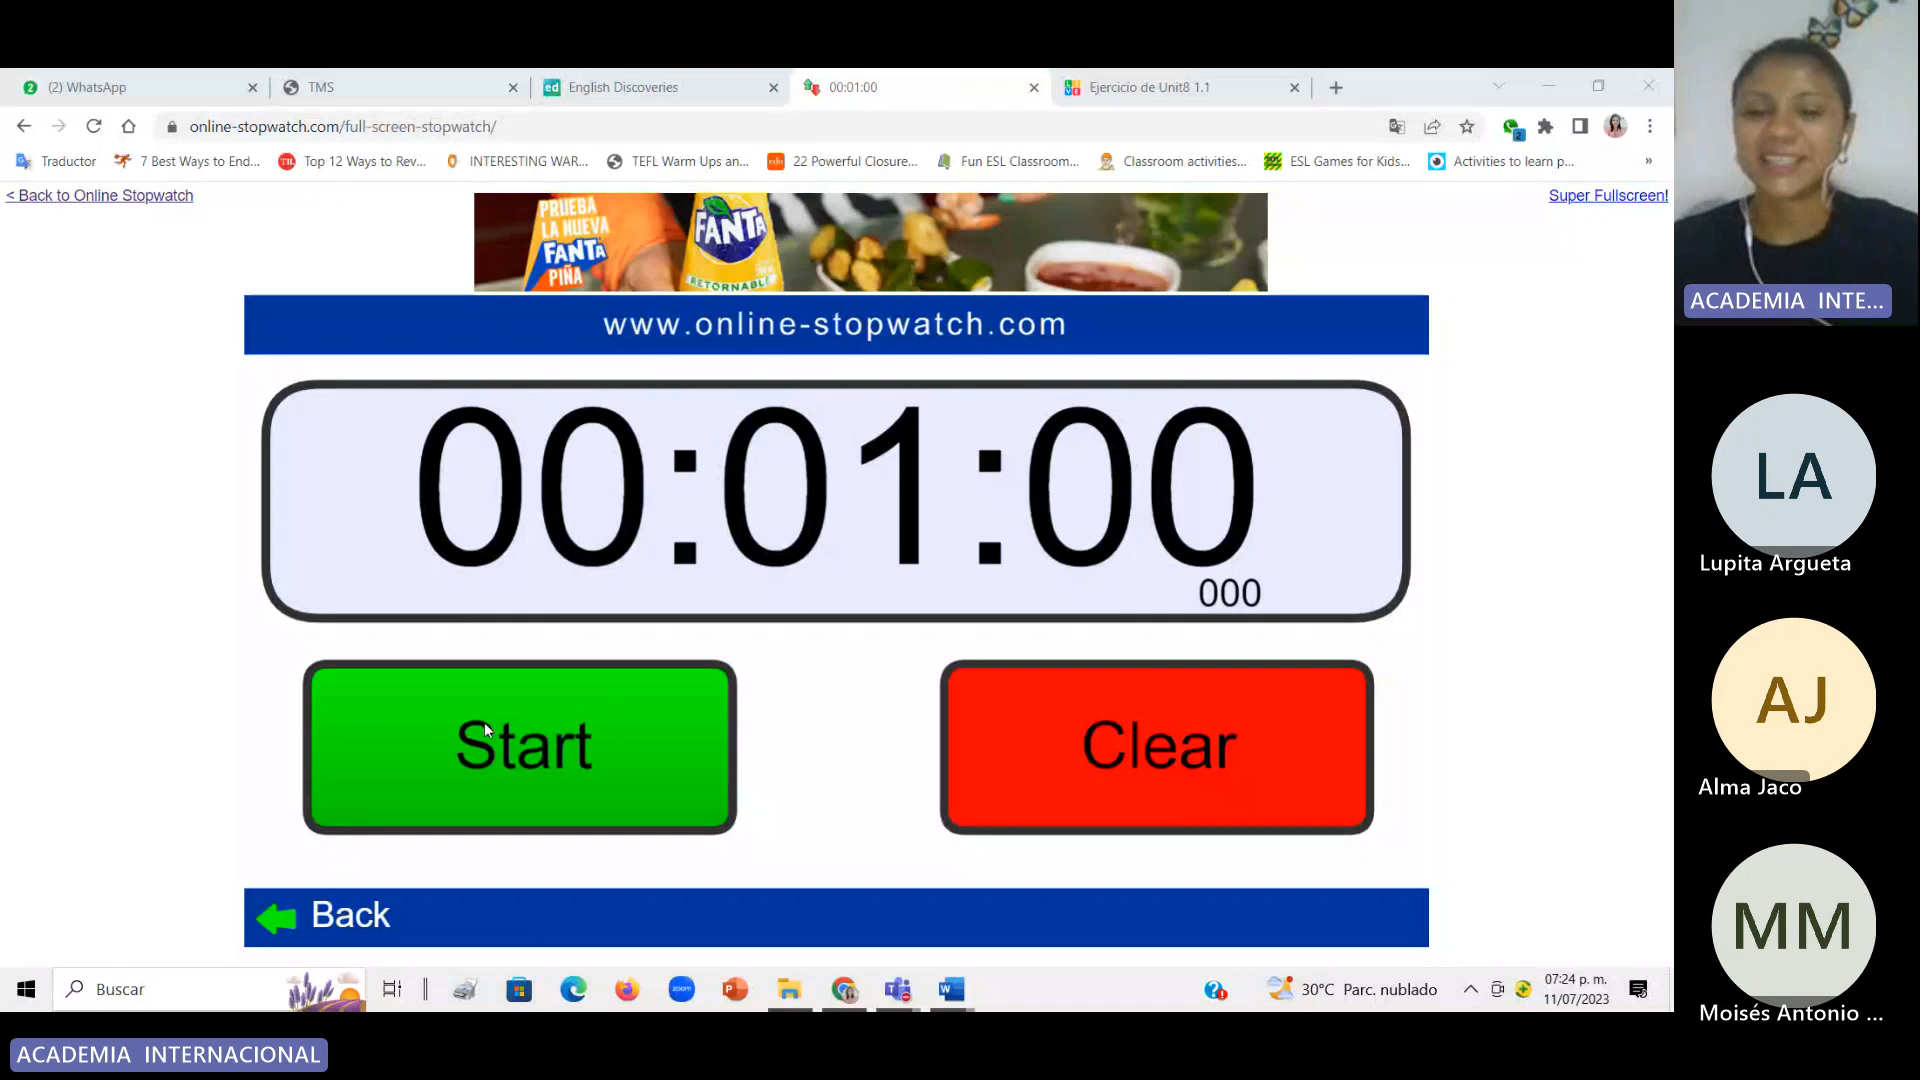 (2) WhatsApp
TMS
ed English Discoveries
00:01:00
LIVE Ejercicio de Unit8 1.1
online-stopwatch.com/full-screen-stopwatch/
2
Traductor
7 Best Ways to End...
Top 12 Ways to Rev...
INTERESTING WAR...
TEFL Warm Ups an...
22 Powerful Closure...
Fun ESL Classroom...
Classroom activities...
ESL Games for Kids...
Activities to learn p...
»
< Back to Online Stopwatch
Super Fullscreen!
PRUEBA
LA NUEVA
FANTA
PIÑA
FANTA
RETORNABLE
www.online-stopwatch.com
00:01:00
000
Start
Clear
Back
Buscar
zoom
30°C Parc. nublado
07:24 p. m.
11/07/2023
ACADEMIA INTERNACIONAL
ACADEMIA INTE...
LA
Lupita Argueta
AJ
Alma Jaco
MM
Moisés Antonio ...